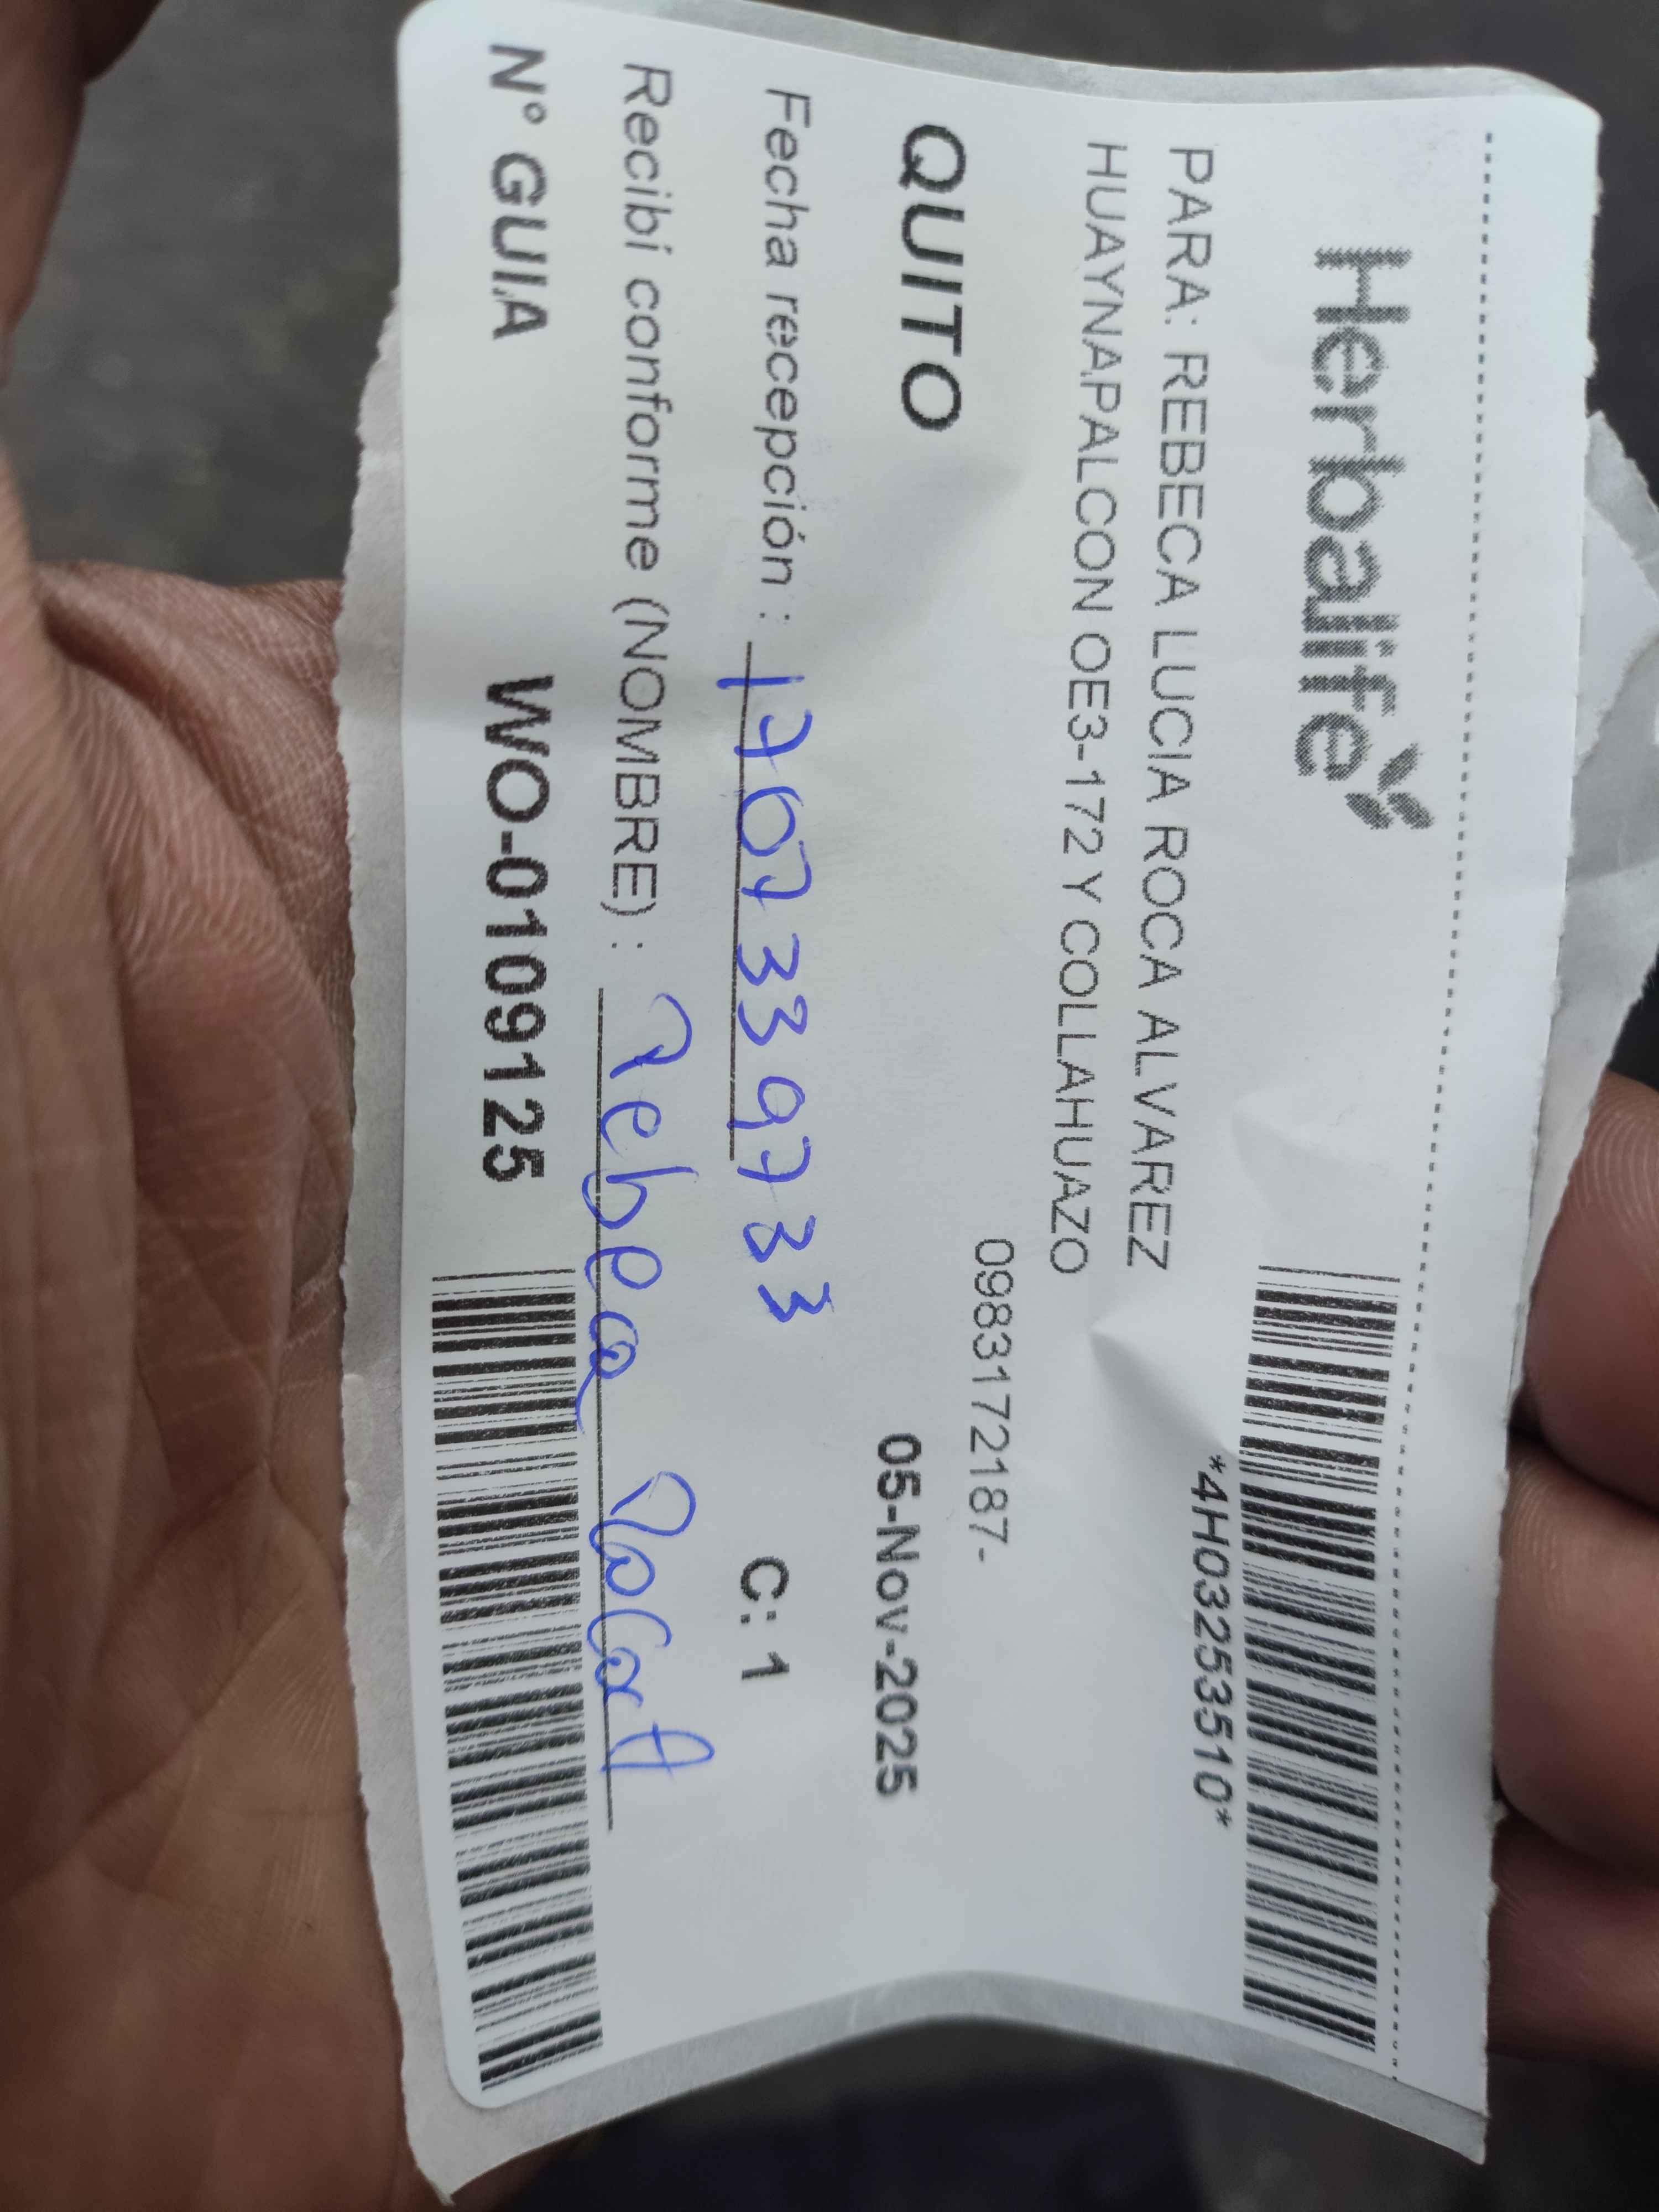 Herbalife
*4H03253510*
PARA: REBECA LUCIA ROCA ALVAREZ
HUAYNAPALCON OE3-172 Y COLLAHUAZO
0983172187-
QUITO 05-Nov-2025
Fecha recepción : 1707339733 C: 1
Recibí conforme (NOMBRE) : Rebeca Roca A
N° GUIA WO-0109125